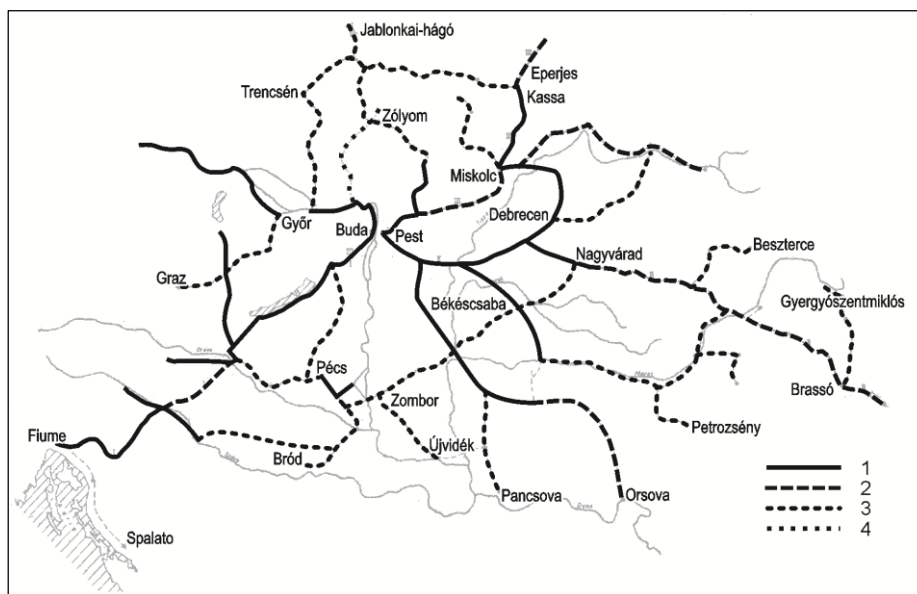 Jablonkai-hágó
Eperjes
Trencsén
Kassa
Zólyom
Miskolc
Debrecen
Győr
Buda
Pest
Nagyvárad
Beszterce
Graz
Békéscsaba
Gyergyószentmiklós
Pécs
Brassó
Zombor
Petrozsény
Fiume
Újvidék
Bród
Pancsova
Orsova
Spalato
1
2
3
4